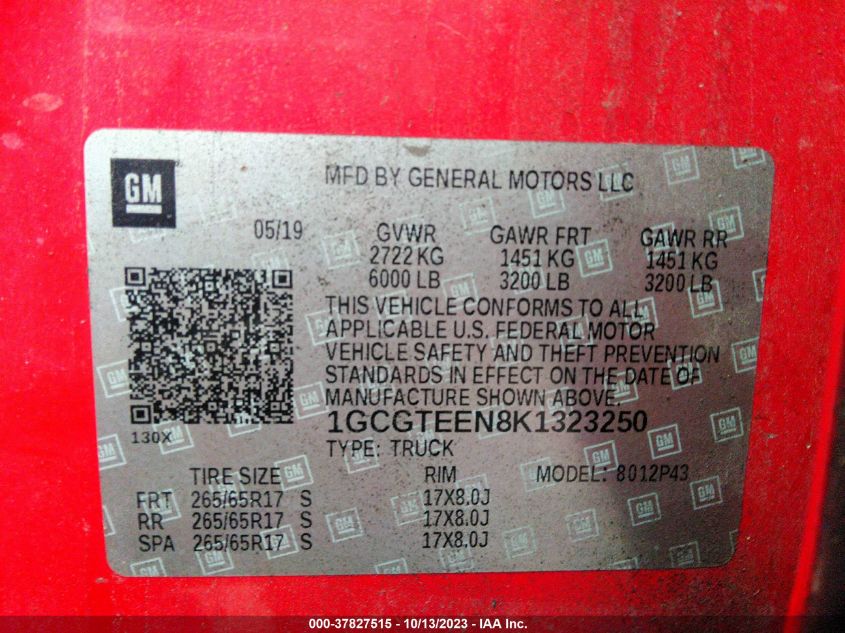 GM
MFD BY GENERAL MOTORS LLC
05/19 GVWR GAWR FRT GAWR RR
2722 KG 1451 KG 1451 KG
6000 LB 3200 LB 3200 LB
THIS VEHICLE CONFORMS TO ALL
APPLICABLE U.S. FEDERAL MOTOR
VEHICLE SAFETY AND THEFT PREVENTION
STANDARDS IN EFFECT ON THE DATE OF
MANUFACTURE SHOWN ABOVE.
1GCGTEEN8K1323250
130X
TYPE: TRUCK
TIRE SIZE RIM MODEL: 8012P43
FRT 265/65R17 S 17X8.0J
RR 265/65R17 S 17X8.0J
SPA 265/65R17 S 17X8.0J
000-37827515 - 10/13/2023 - IAA Inc.